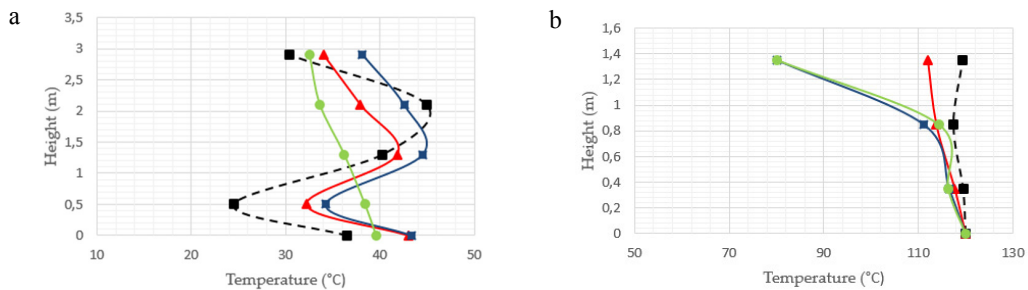 a
3,5
3
2,5
2
1,5
1
0,5
0
Height (m)
10 20 30 40 50
Temperature (°C)
b
1,6
1,4
1,2
1
0,8
0,6
0,4
0,2
0
Height (m)
50 70 90 110 130
Temperature (°C)